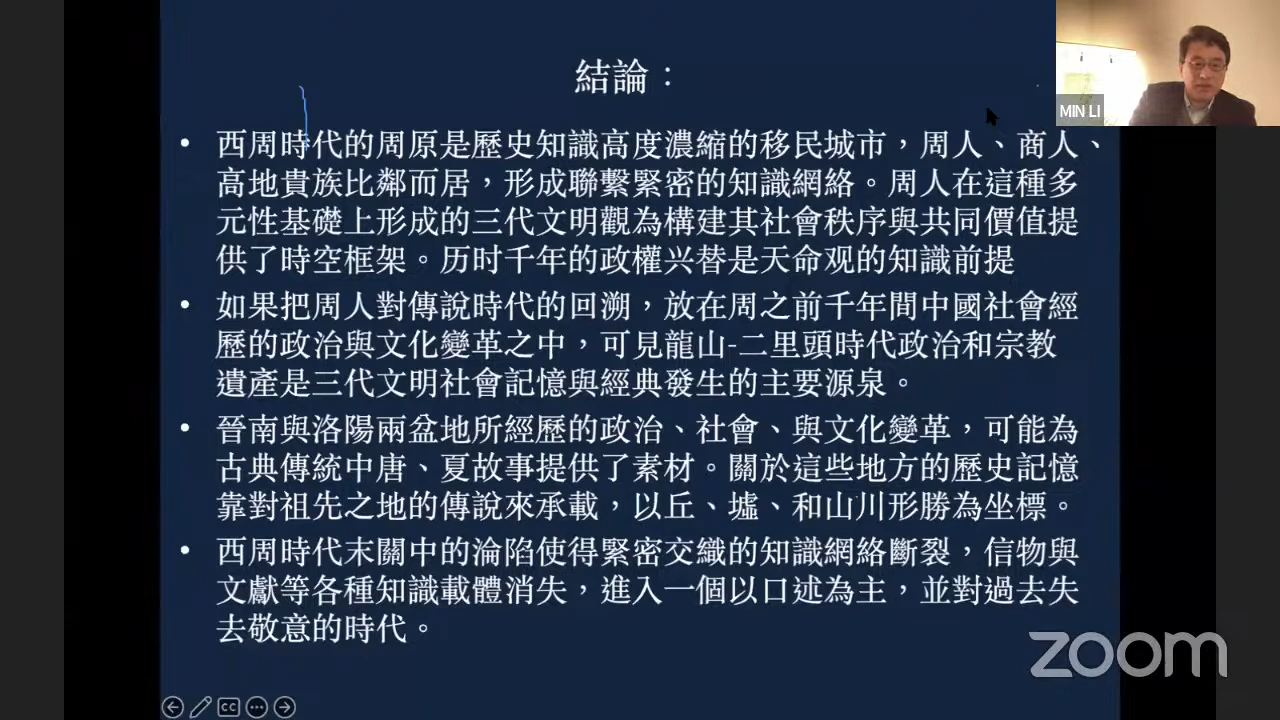 結論：
MIN LI
• 西周時代的周原是歷史知識高度濃縮的移民城市，周人、商人、
高地貴族比鄰而居，形成聯繫緊密的知識網絡。周人在這種多
元性基礎上形成的三代文明觀為構建其社會秩序與共同價值提
供了時空框架。历时千年的政權兴替是天命观的知識前提
• 如果把周人對傳說時代的回溯，放在周之前千年間中國社會經
歷的政治與文化變革之中，可見龍山-二里頭時代政治和宗教
遺產是三代文明社會記憶與經典發生的主要源泉。
• 晉南與洛陽兩盆地所經歷的政治、社會、與文化變革，可能為
古典傳統中唐、夏故事提供了素材。關於這些地方的歷史記憶
靠對祖先之地的傳說來承載，以丘、墟、和山川形勝為坐標。
• 西周時代末關中的淪陷使得緊密交織的知識網絡斷裂，信物與
文獻等各種知識載體消失，進入一個以口述為主，並對過去失
去敬意的時代。
zoom
CC